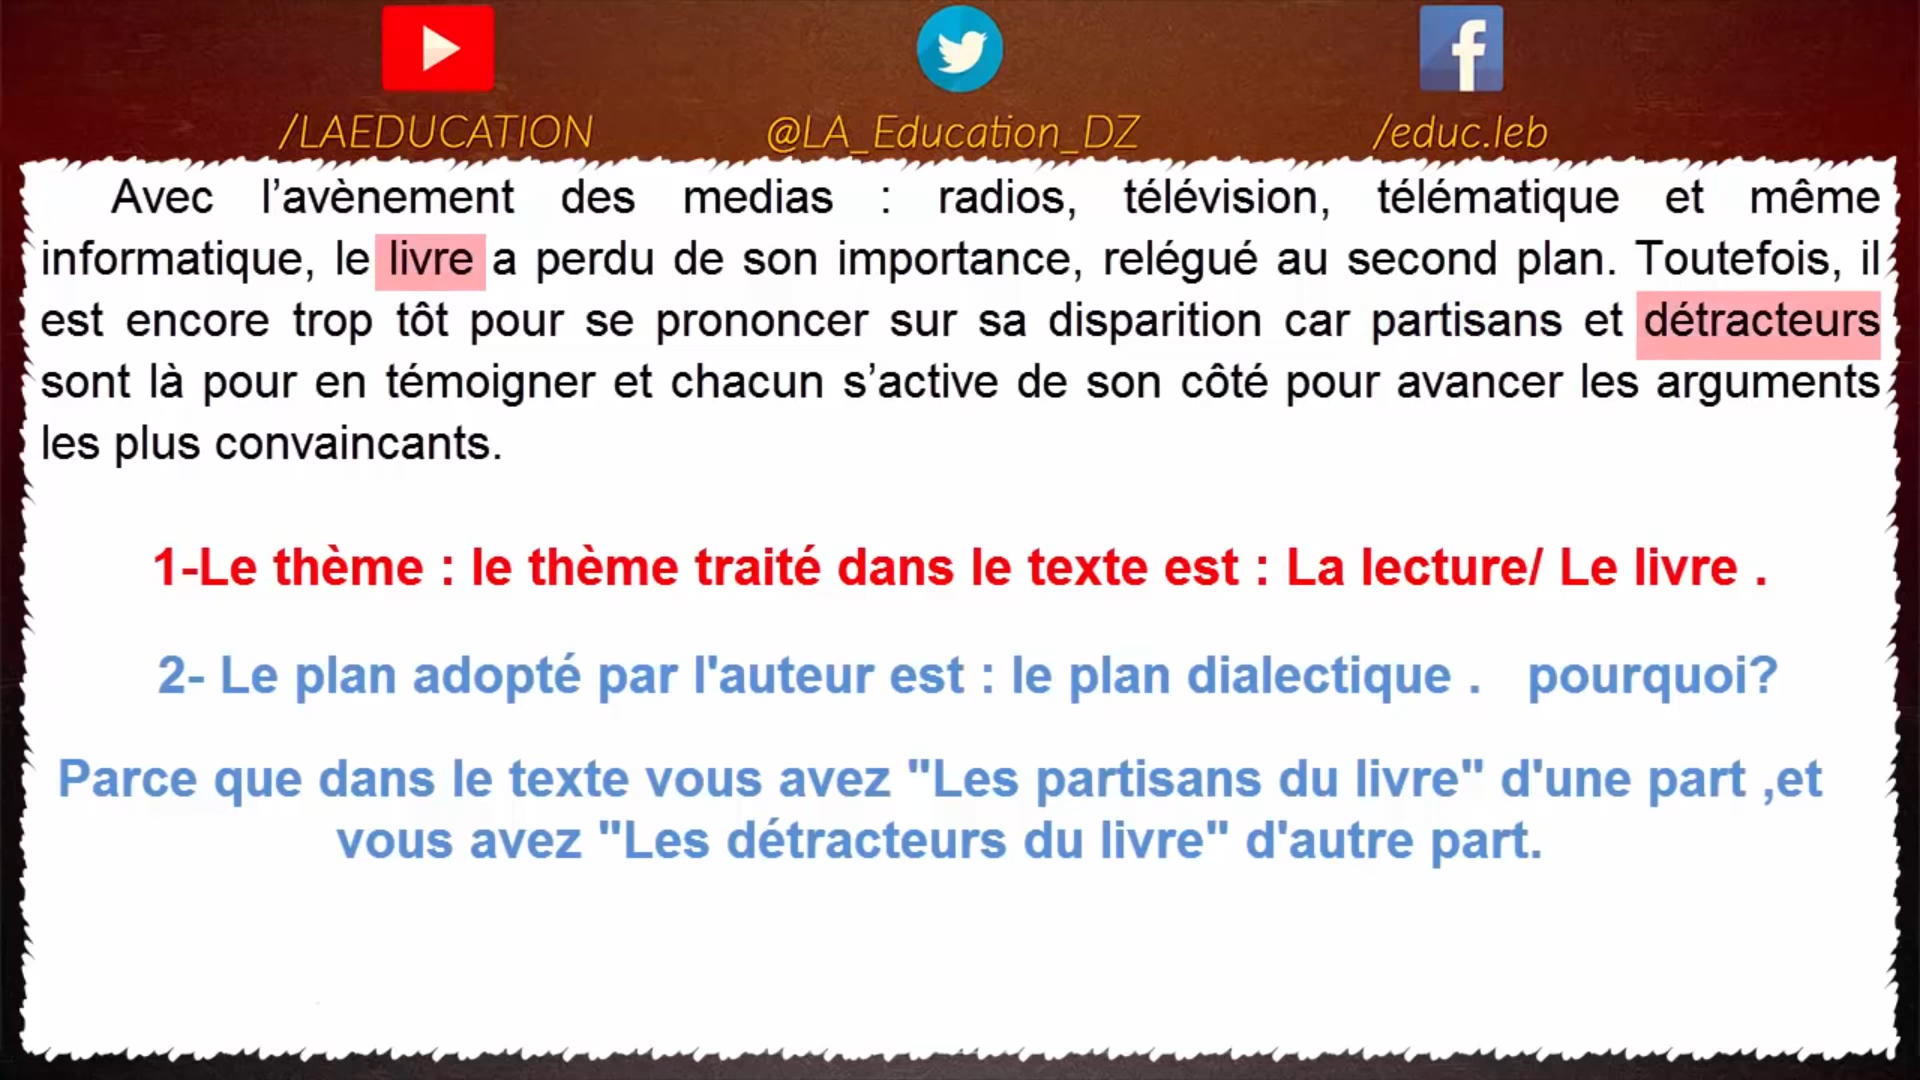 /LAEDUCATION
@LA_Education_DZ
/educ.leb
Avec l’avènement des medias : radios, télévision, télématique et même
informatique, le livre a perdu de son importance, relégué au second plan. Toutefois, il
est encore trop tôt pour se prononcer sur sa disparition car partisans et détracteurs
sont là pour en témoigner et chacun s’active de son côté pour avancer les arguments
les plus convaincants.
1-Le thème : le thème traité dans le texte est : La lecture/ Le livre .
2- Le plan adopté par l'auteur est : le plan dialectique . pourquoi?
Parce que dans le texte vous avez "Les partisans du livre" d'une part ,et
vous avez "Les détracteurs du livre" d'autre part.